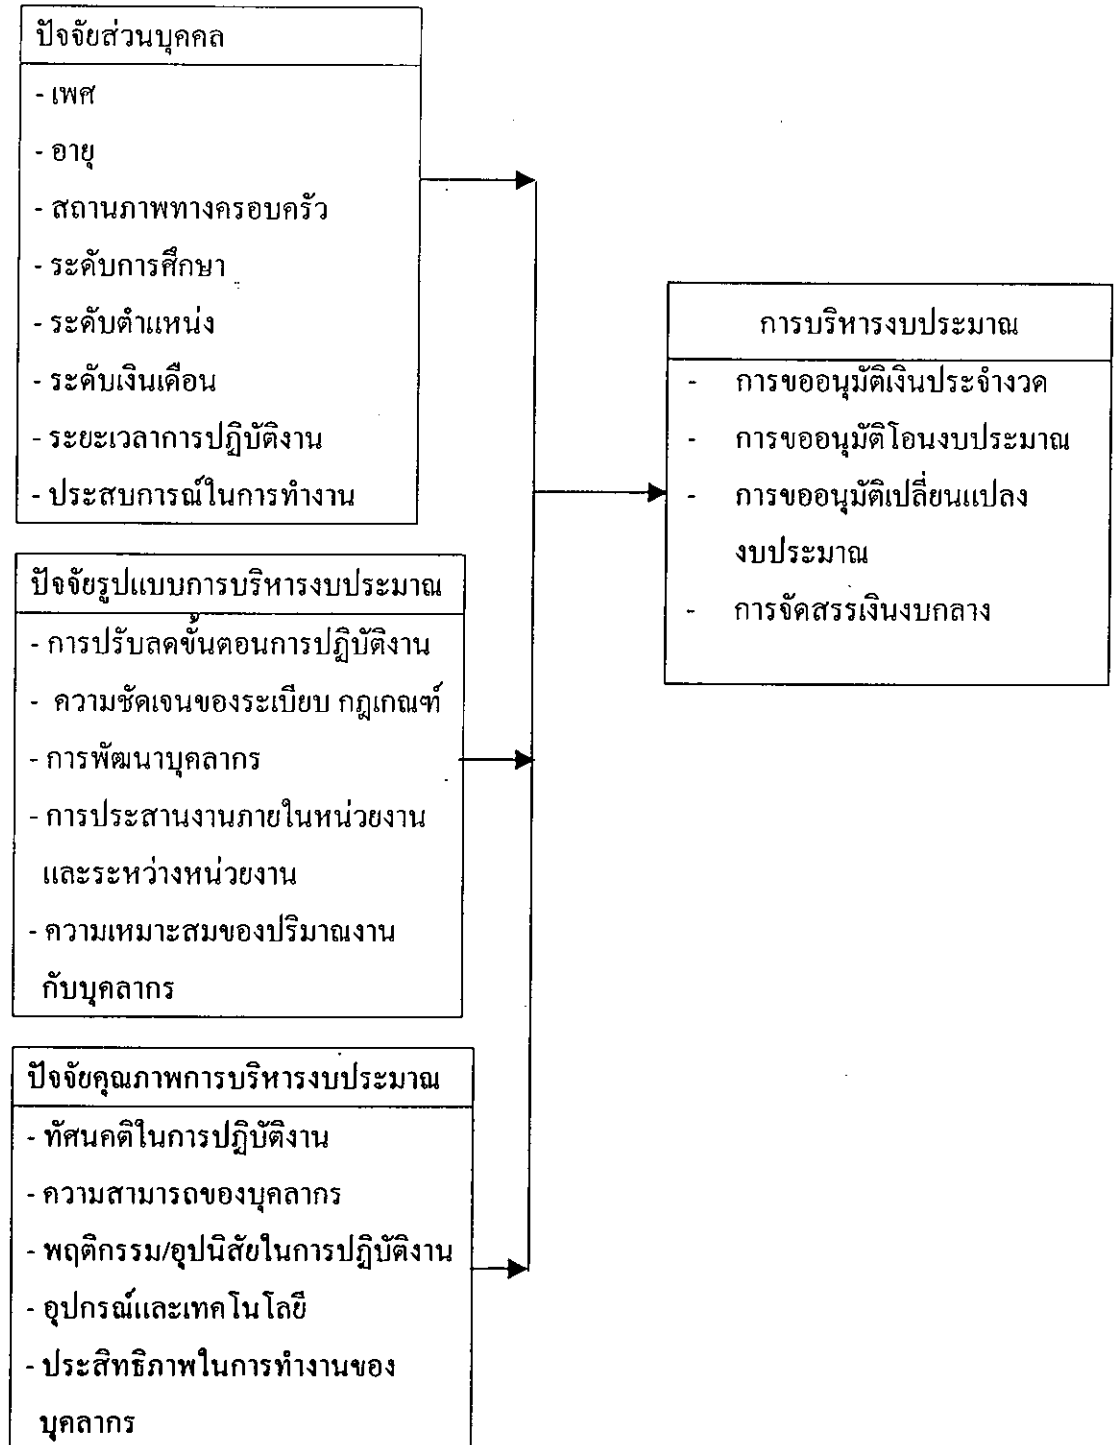 ปัจจัยส่วนบุคคล
- เพศ
- อายุ
- สถานภาพทางครอบครัว
- ระดับการศึกษา
- ระดับตำแหน่ง
- ระดับเงินเดือน
- ระยะเวลาการปฏิบัติงาน
- ประสบการณ์ในการทำงาน
ปัจจัยรูปแบบการบริหารงบประมาณ
- การปรับลดขั้นตอนการปฏิบัติงาน
- ความชัดเจนของระเบียบ กฎเกณฑ์
- การพัฒนาบุคลากร
- การประสานงานภายในหน่วยงาน
และระหว่างหน่วยงาน
- ความเหมาะสมของปริมาณงาน
กับบุคลากร
ปัจจัยคุณภาพการบริหารงบประมาณ
- ทัศนคติในการปฏิบัติงาน
- ความสามารถของบุคลากร
- พฤติกรรม/อุปนิสัยในการปฏิบัติงาน
- อุปกรณ์และเทคโนโลยี
- ประสิทธิภาพในการทำงานของ
บุคลากร
การบริหารงบประมาณ
- การขออนุมัติเงินประจำงวด
- การขออนุมัติโอนงบประมาณ
- การขออนุมัติเปลี่ยนแปลง
งบประมาณ
- การจัดสรรเงินงบกลาง